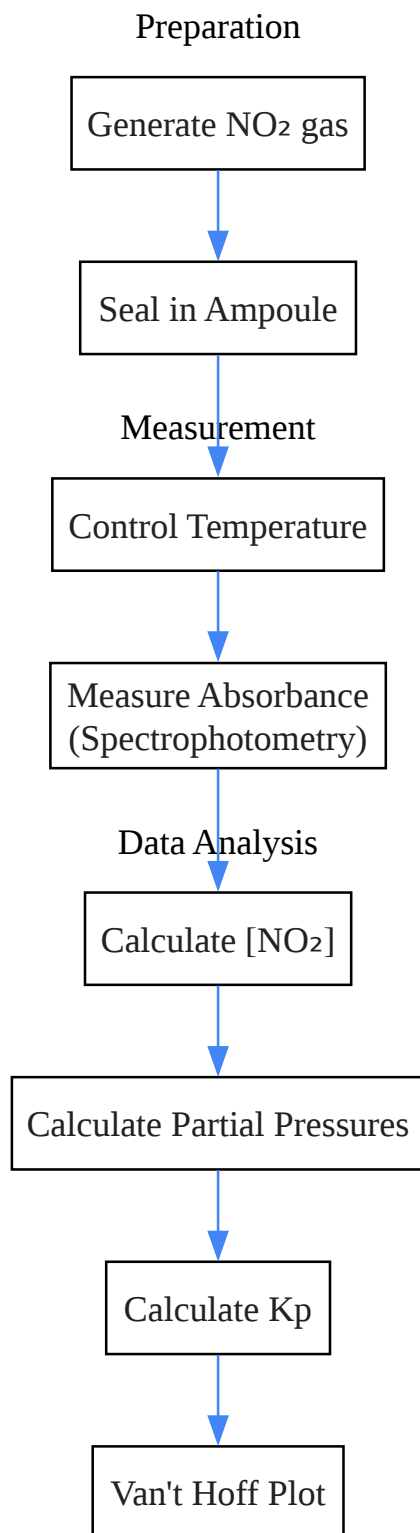 Preparation
Generate NO₂ gas
Seal in Ampoule
Measurement
Control Temperature
Measure Absorbance
(Spectrophotometry)
Data Analysis
Calculate [NO₂]
Calculate Partial Pressures
Calculate Kp
Van't Hoff Plot